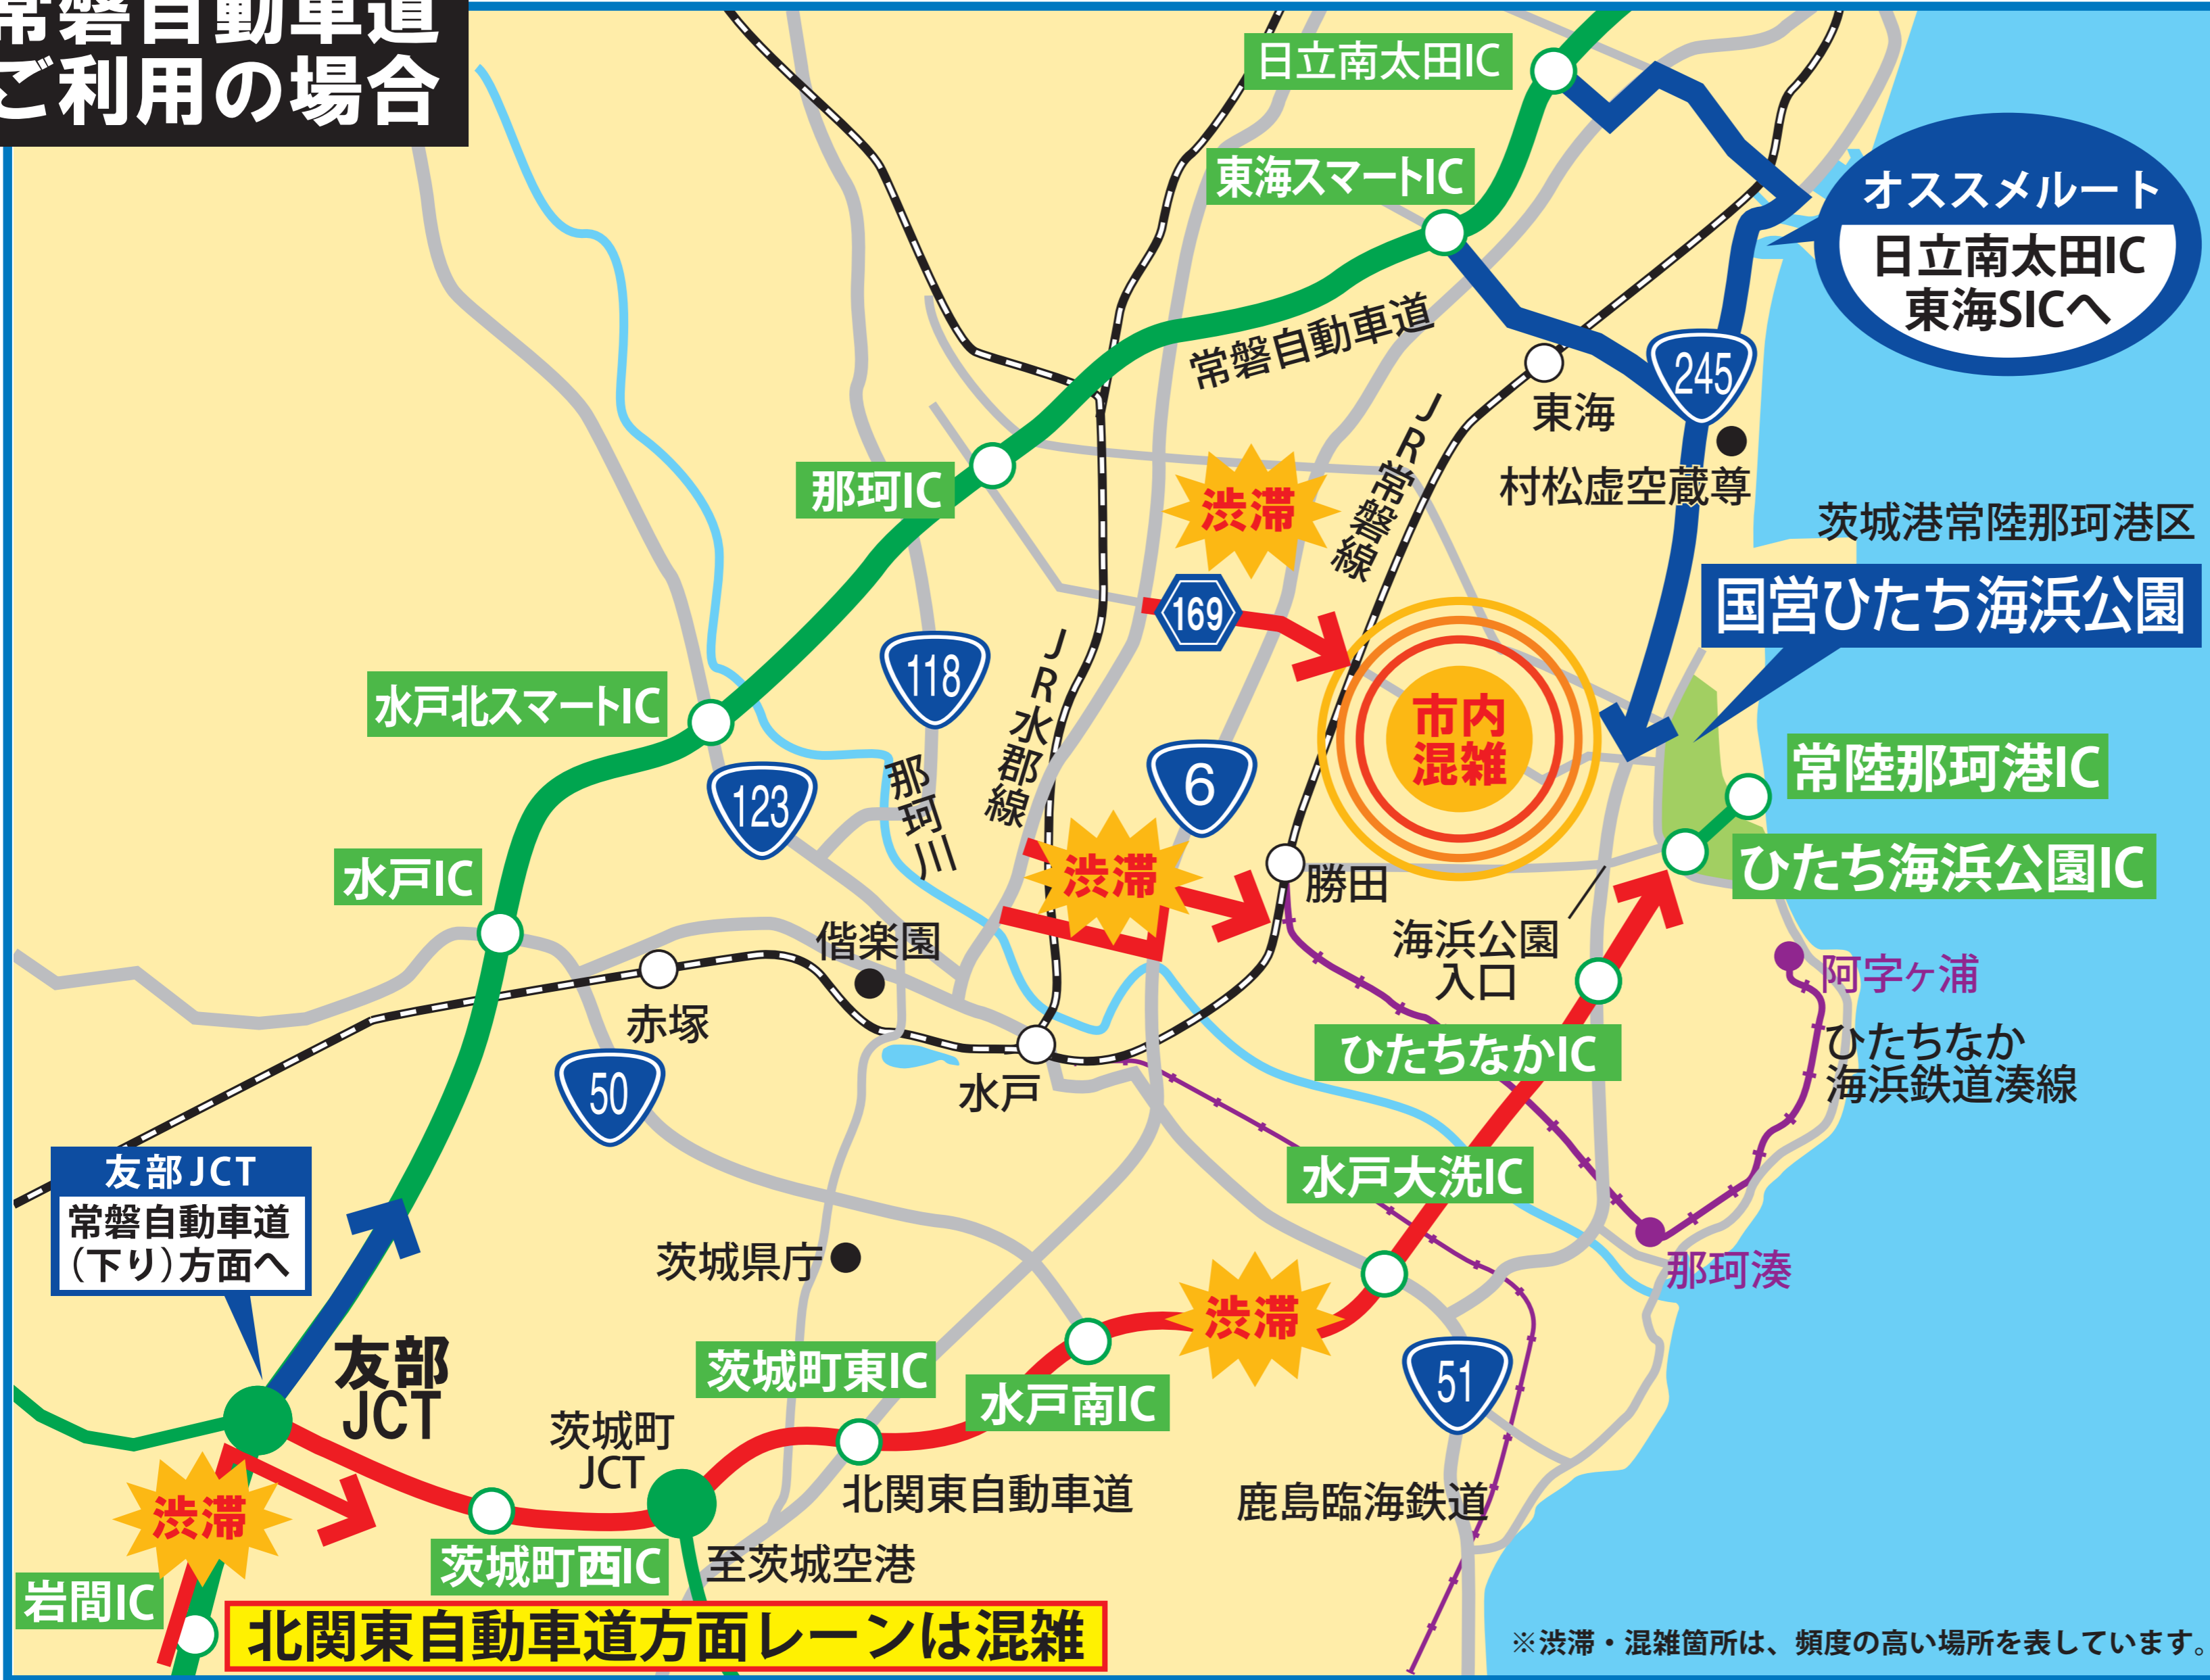 常磐自動車道
ご利用の場合
日立南太田IC
東海スマートIC
オススメルート
日立南太田IC
東海SICへ
常磐自動車道
245
東海
JR常磐線
村松虚空蔵尊
那珂IC
渋滞
茨城港常陸那珂港区
国営ひたち海浜公園
169
118
JR水郡線
水戸北スマートIC
市内
混雑
123
那珂川
6
常陸那珂港IC
水戸IC
渋滞
ひたち海浜公園IC
勝田
偕楽園
海浜公園
入口
阿字ヶ浦
赤塚
ひたちなか
海浜鉄道湊線
ひたちなかIC
50
水戸
友部JCT
常磐自動車道
（下り）方面へ
水戸大洗IC
茨城県庁
那珂湊
渋滞
友部
JCT
茨城町東IC
水戸南IC
51
茨城町
JCT
北関東自動車道
鹿島臨海鉄道
渋滞
茨城町西IC
至茨城空港
岩間IC
北関東自動車道方面レーンは混雑
※渋滞・混雑箇所は、頻度の高い場所を表しています。